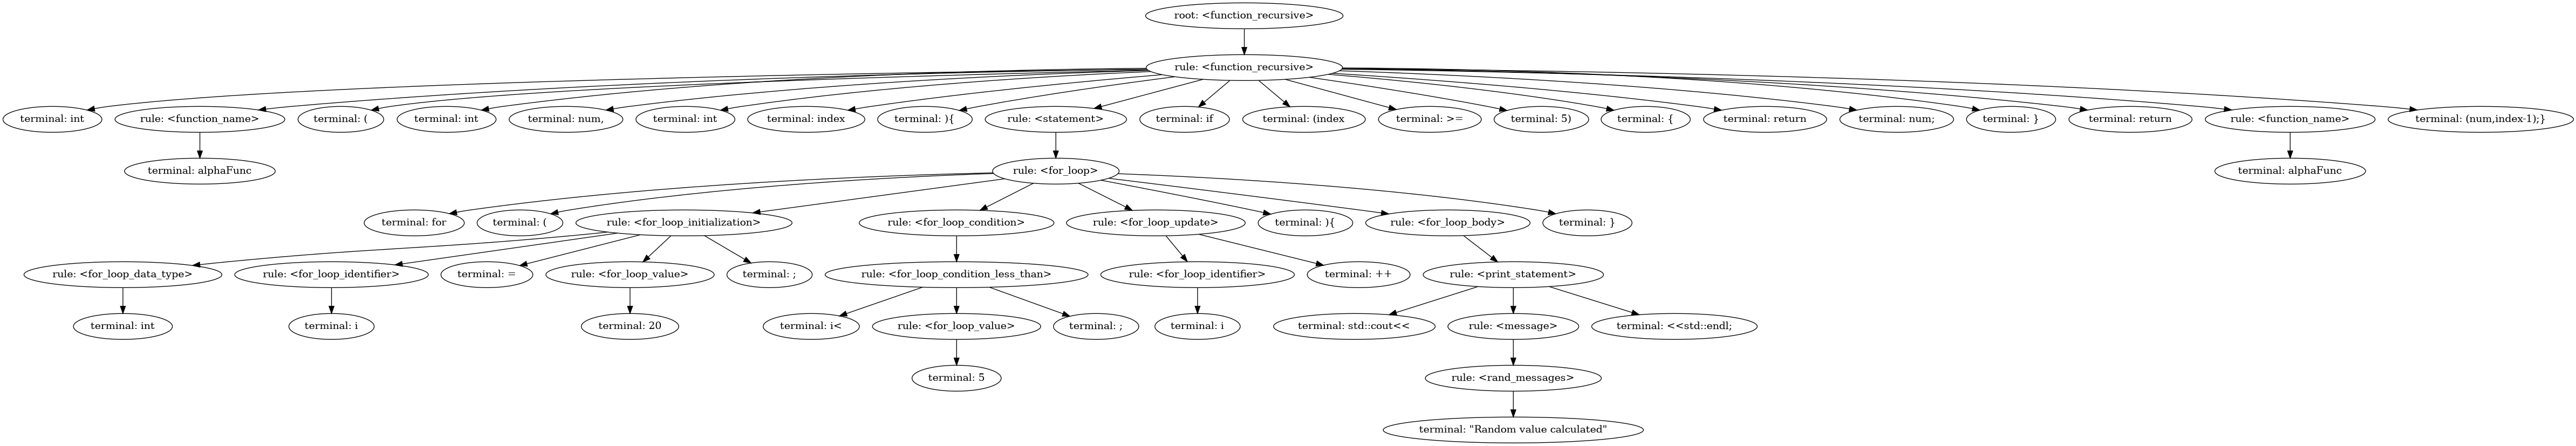 root: <function_recursive>
rule: <function_recursive>
terminal: int
rule: <function_name>
terminal: (
terminal: int
terminal: num,
terminal: int
terminal: index
terminal: ){
rule: <statement>
terminal: if
terminal: (index
terminal: >=
terminal: 5)
terminal: {
terminal: return
terminal: num;
terminal: }
terminal: return
rule: <function_name>
terminal: (num,index-1);}
terminal: alphaFunc
rule: <for_loop>
terminal: alphaFunc
terminal: for
terminal: (
rule: <for_loop_initialization>
rule: <for_loop_condition>
rule: <for_loop_update>
terminal: ){
rule: <for_loop_body>
terminal: }
rule: <for_loop_data_type>
rule: <for_loop_identifier>
terminal: =
rule: <for_loop_value>
terminal: ;
rule: <for_loop_condition_less_than>
rule: <for_loop_identifier>
terminal: ++
rule: <print_statement>
terminal: int
terminal: i
terminal: 20
terminal: i<
rule: <for_loop_value>
terminal: ;
terminal: i
terminal: std::cout<<
rule: <message>
terminal: <<std::endl;
terminal: 5
rule: <rand_messages>
terminal: "Random value calculated"